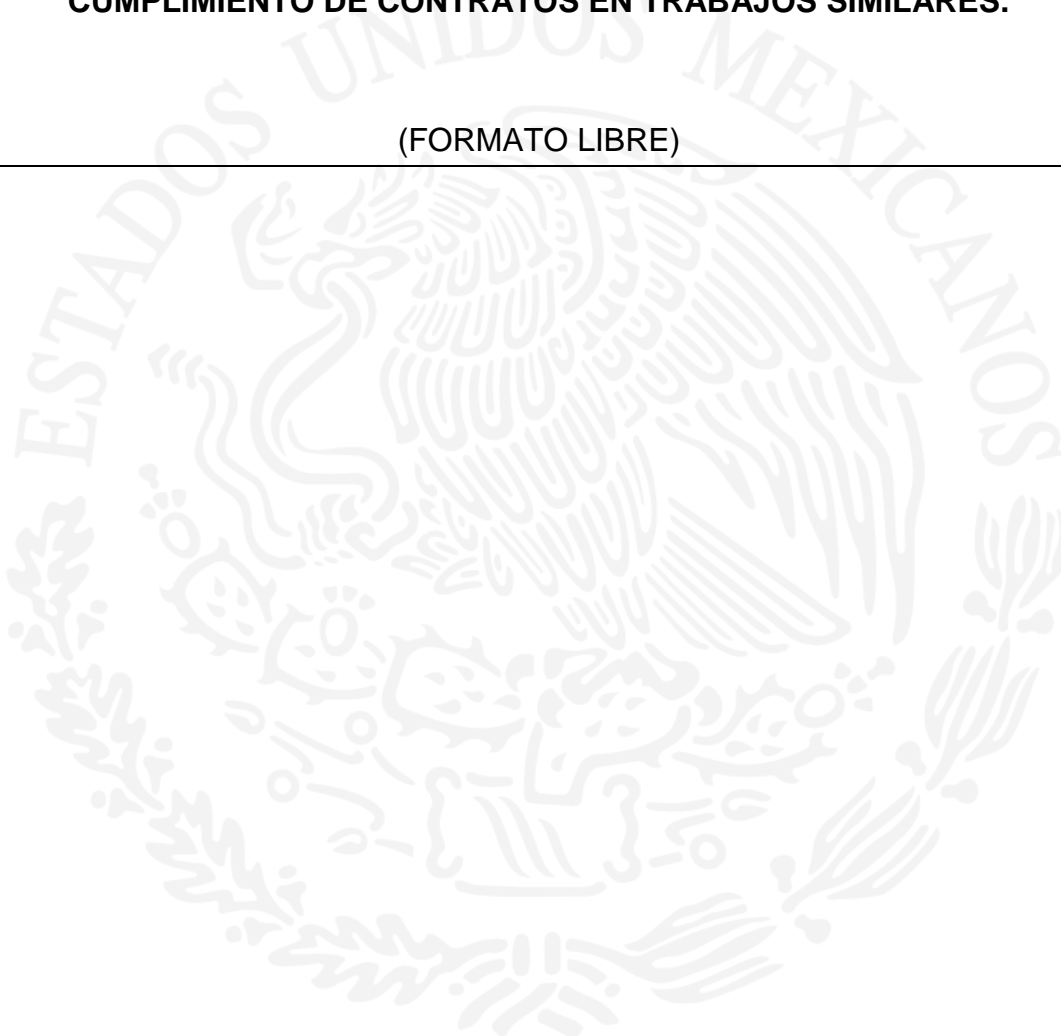 CUMPLIMIENTO DE CONTRATOS EN TRABAJOS SIMILARES.
(FORMATO LIBRE)
ESTADOS UNIDOS MEXICANOS